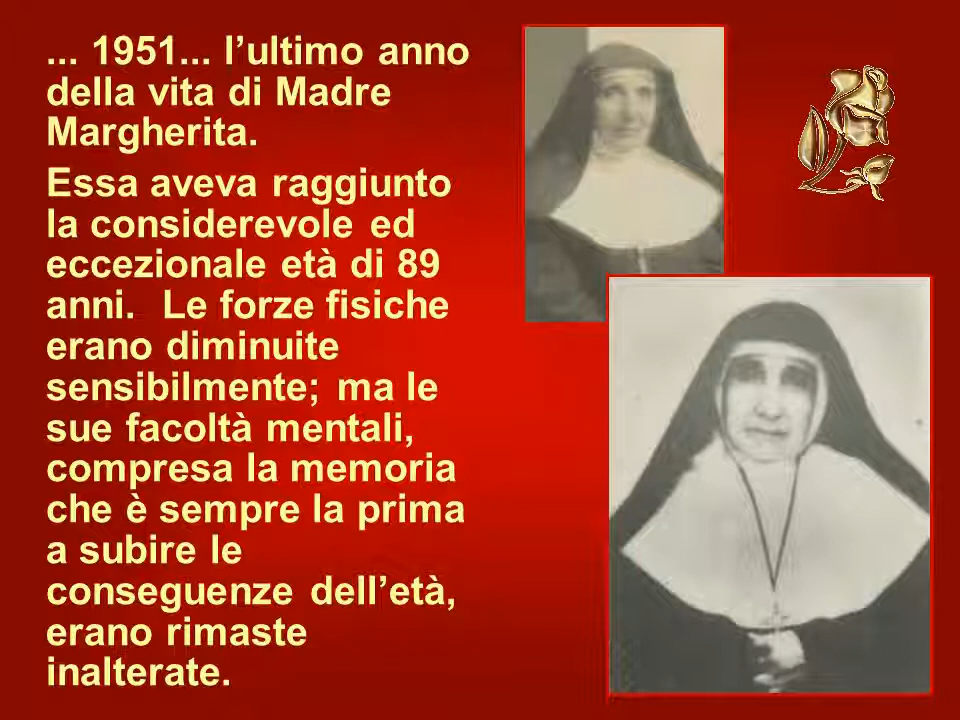 ... 1951... l’ultimo anno
della vita di Madre
Margherita.
Essa aveva raggiunto
la considerevole ed
eccezionale età di 89
anni.  Le forze fisiche
erano diminuite
sensibilmente; ma le
sue facoltà mentali,
compresa la memoria
che è sempre la prima
a subire le
conseguenze dell’età,
erano rimaste
inalterate.